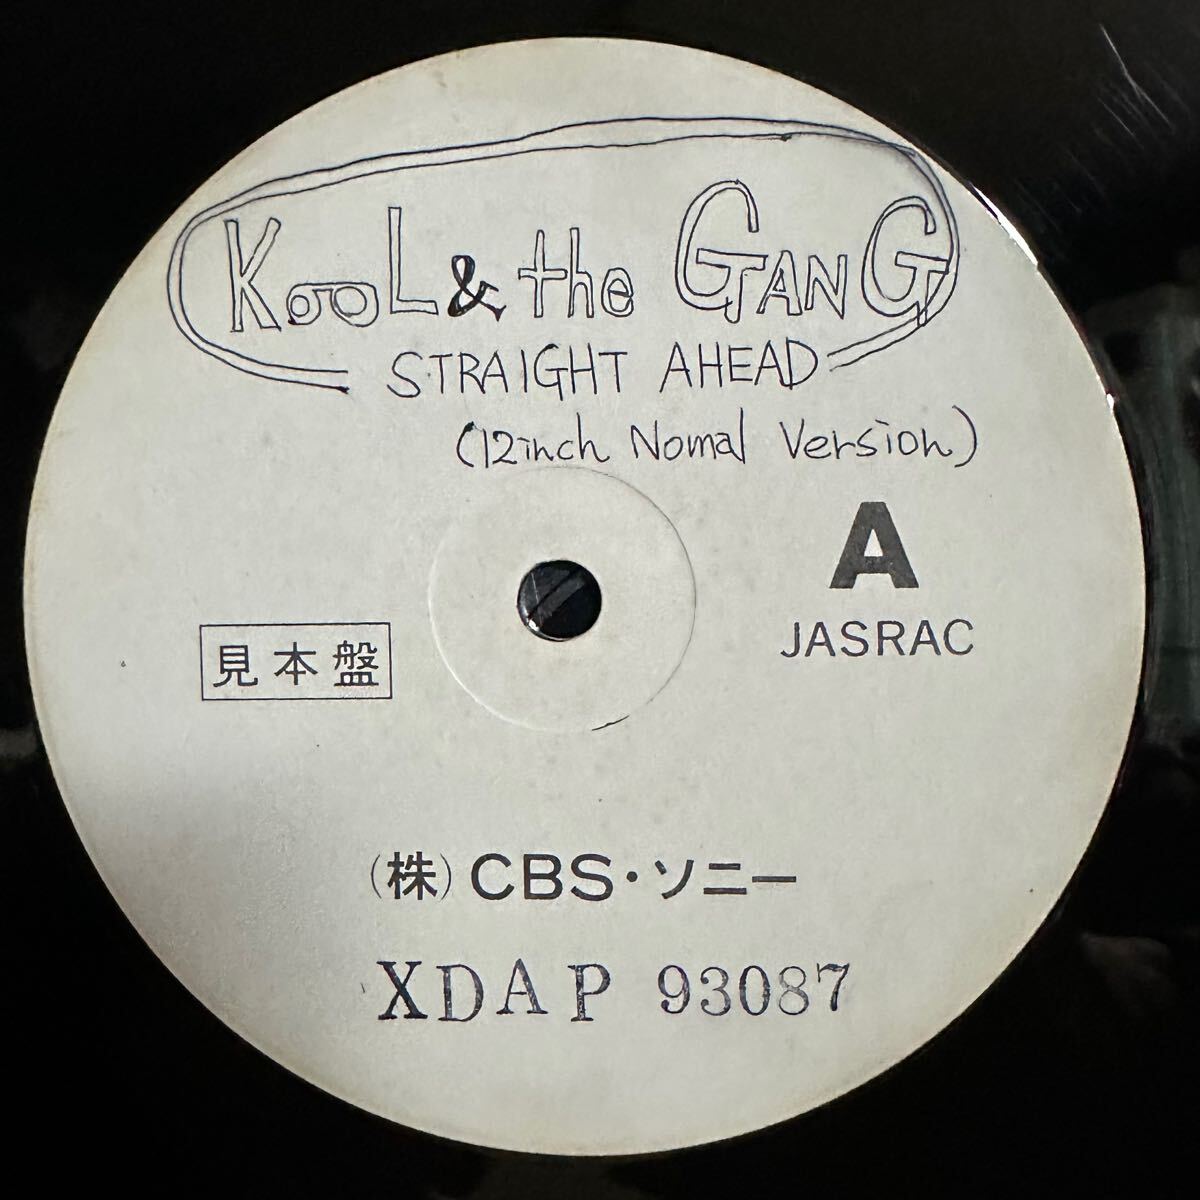 KooL & the GANG
STRAIGHT AHEAD
(12inch Nomal Version)
A
JASRAC
見本盤
(株)CBS・ソニー
XDAP 93087